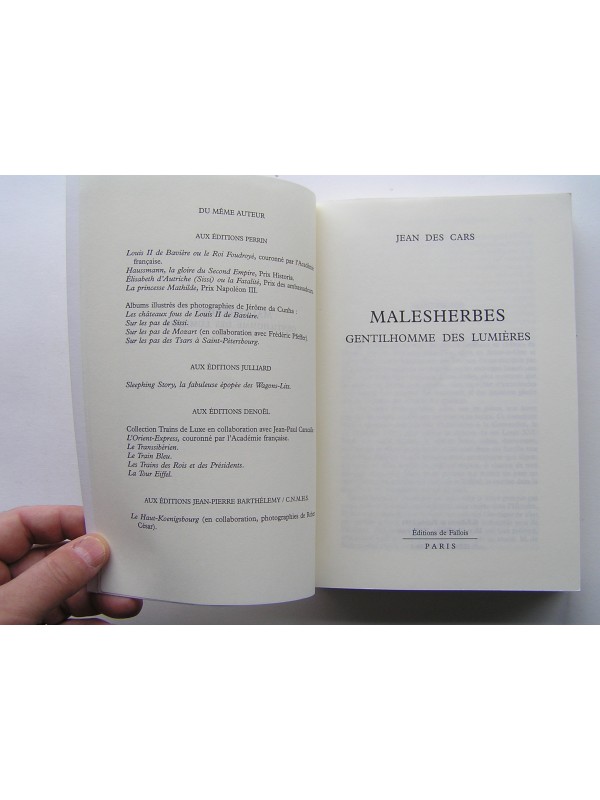 DU MÊME AUTEUR
AUX ÉDITIONS PERRIN
Louis II de Bavière ou le Roi Foudroyé, couronné par l'Académie
française.
Haussmann, la gloire du Second Empire, Prix Historia.
Élisabeth d'Autriche (Sissi) ou la Fatalité, Prix des ambassadeurs.
La princesse Mathilde, Prix Napoléon III.
Albums illustrés des photographies de Jérôme da Cunha :
Les châteaux fous de Louis II de Bavière.
Sur les pas de Sissi.
Sur les pas de Mozart (en collaboration avec Frédéric Pfeffer).
Sur les pas des Tsars à Saint-Pétersbourg.
AUX ÉDITIONS JULLIARD
Sleeping Story, la fabuleuse épopée des Wagons-Lits.
AUX ÉDITIONS DENOËL
Collection Trains de Luxe en collaboration avec Jean-Paul
L'Orient-Express, couronné par l'Académie française.
Le Transsibérien.
Le Train Bleu.
Les Trains des Rois et des Présidents.
La Tour Eiffel.
AUX ÉDITIONS JEAN-PIERRE BARTHÉLEMY / C.N.M.H.S
Le Haut-Koenigsbourg (en collaboration, photographies de
César).
JEAN DES CARS
MALESHERBES
GENTILHOMME DES LUMIÈRES
Éditions de Fallois
PARIS